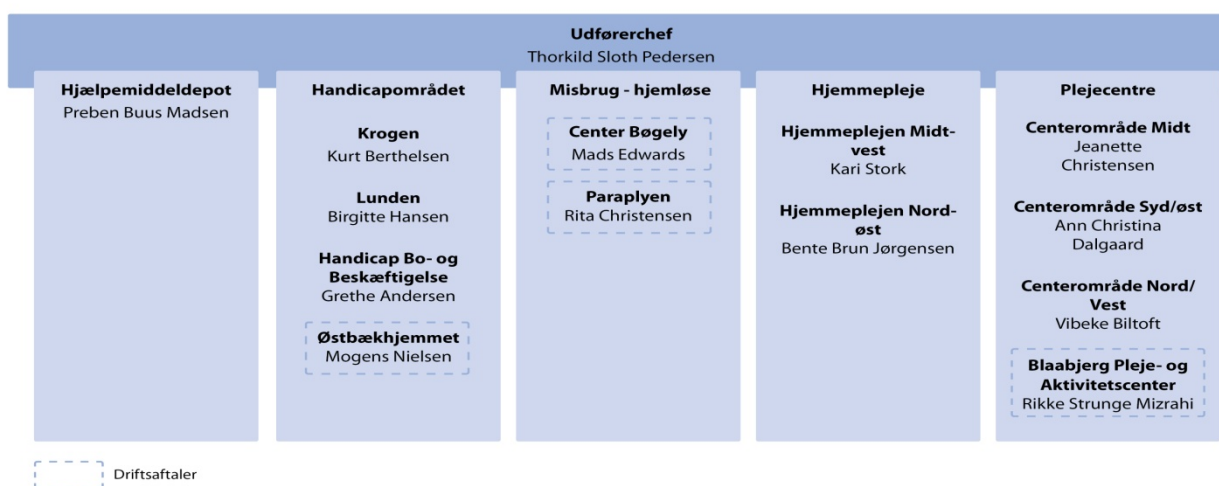 Udførerchef
Thorkild Sloth Pedersen
Hjælpemiddeldepot
Preben Buus Madsen
Handicapområdet
Krogen
Kurt Berthelsen
Lunden
Birgitte Hansen
Handicap Bo- og
Beskæftigelse
Grethe Andersen
Østbækhjemmet
Mogens Nielsen
Misbrug - hjemløse
Center Bøgely
Mads Edwards
Paraplyen
Rita Christensen
Hjemmepleje
Hjemmeplejen Midt-
vest
Kari Stork
Hjemmeplejen Nord-
øst
Bente Brun Jørgensen
Plejecentre
Centerområde Midt
Jeanette
Christensen
Centerområde Syd/øst
Ann Christina
Dalgaard
Centerområde Nord/
Vest
Vibeke Biltoft
Blaabjerg Pleje- og
Aktivitetscenter
Rikke Strunge Mizrahi
Driftsaftaler